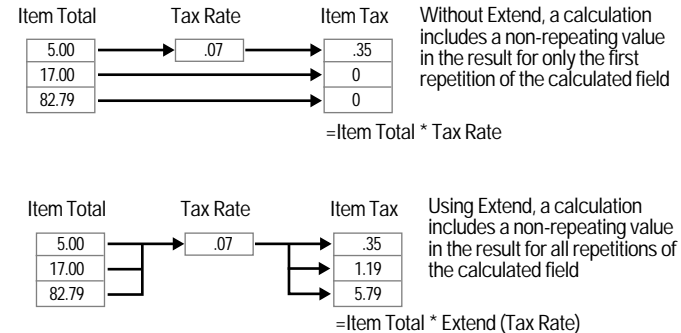 Item Total Tax Rate Item Tax
5.00 .07 .35
17.00 0
82.79 0
=Item Total * Tax Rate
Without Extend, a calculation
includes a non-repeating value
in the result for only the first
repetition of the calculated field
Item Total Tax Rate Item Tax
5.00 .07 .35
17.00 1.19
82.79 5.79
=Item Total * Extend (Tax Rate)
Using Extend, a calculation
includes a non-repeating value
in the result for all repetitions of
the calculated field